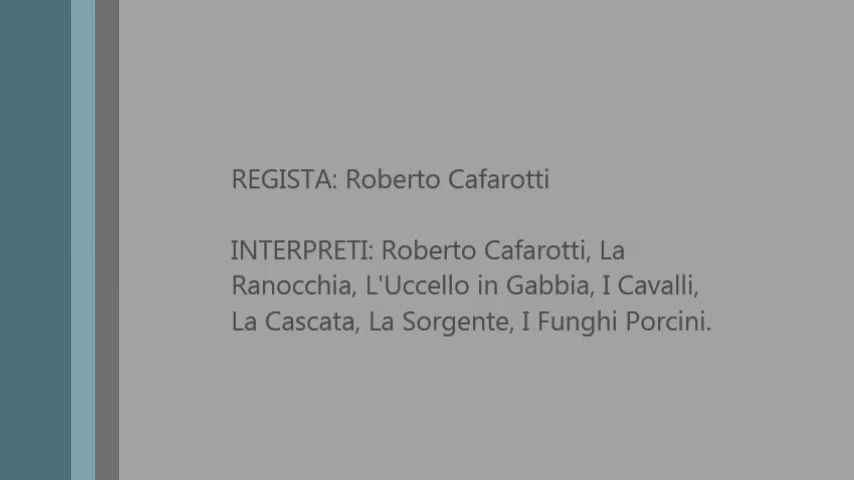 REGISTA: Roberto Cafarotti
INTERPRETI: Roberto Cafarotti, La
Ranocchia, L'Uccello in Gabbia, I Cavalli,
La Cascata, La Sorgente, I Funghi Porcini.